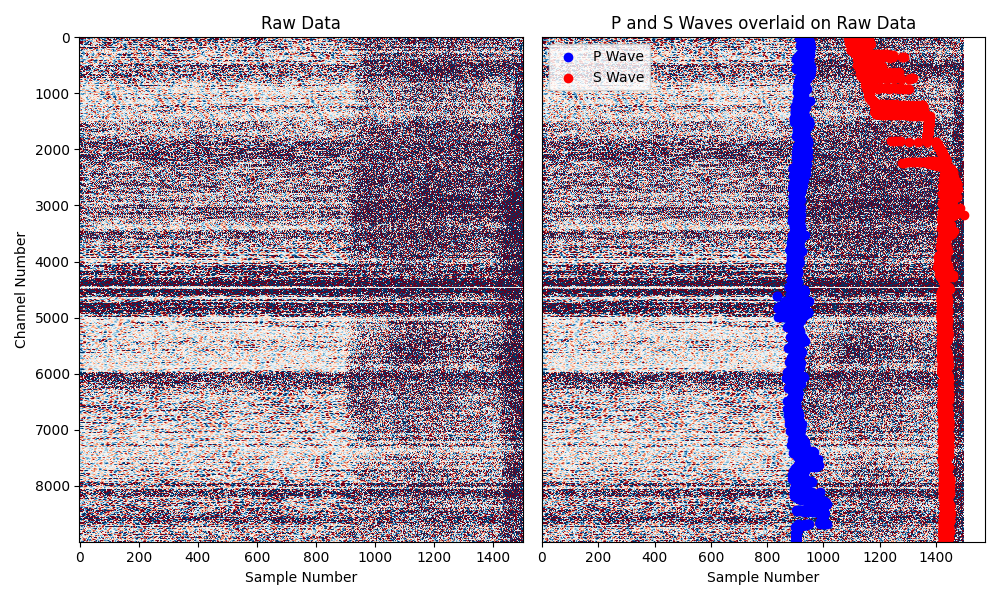 Raw Data
P and S Waves overlaid on Raw Data
Channel Number
0
1000
2000
3000
4000
5000
6000
7000
8000
0 200 400 600 800 1000 1200 1400
Sample Number
P Wave
S Wave
0 200 400 600 800 1000 1200 1400
Sample Number